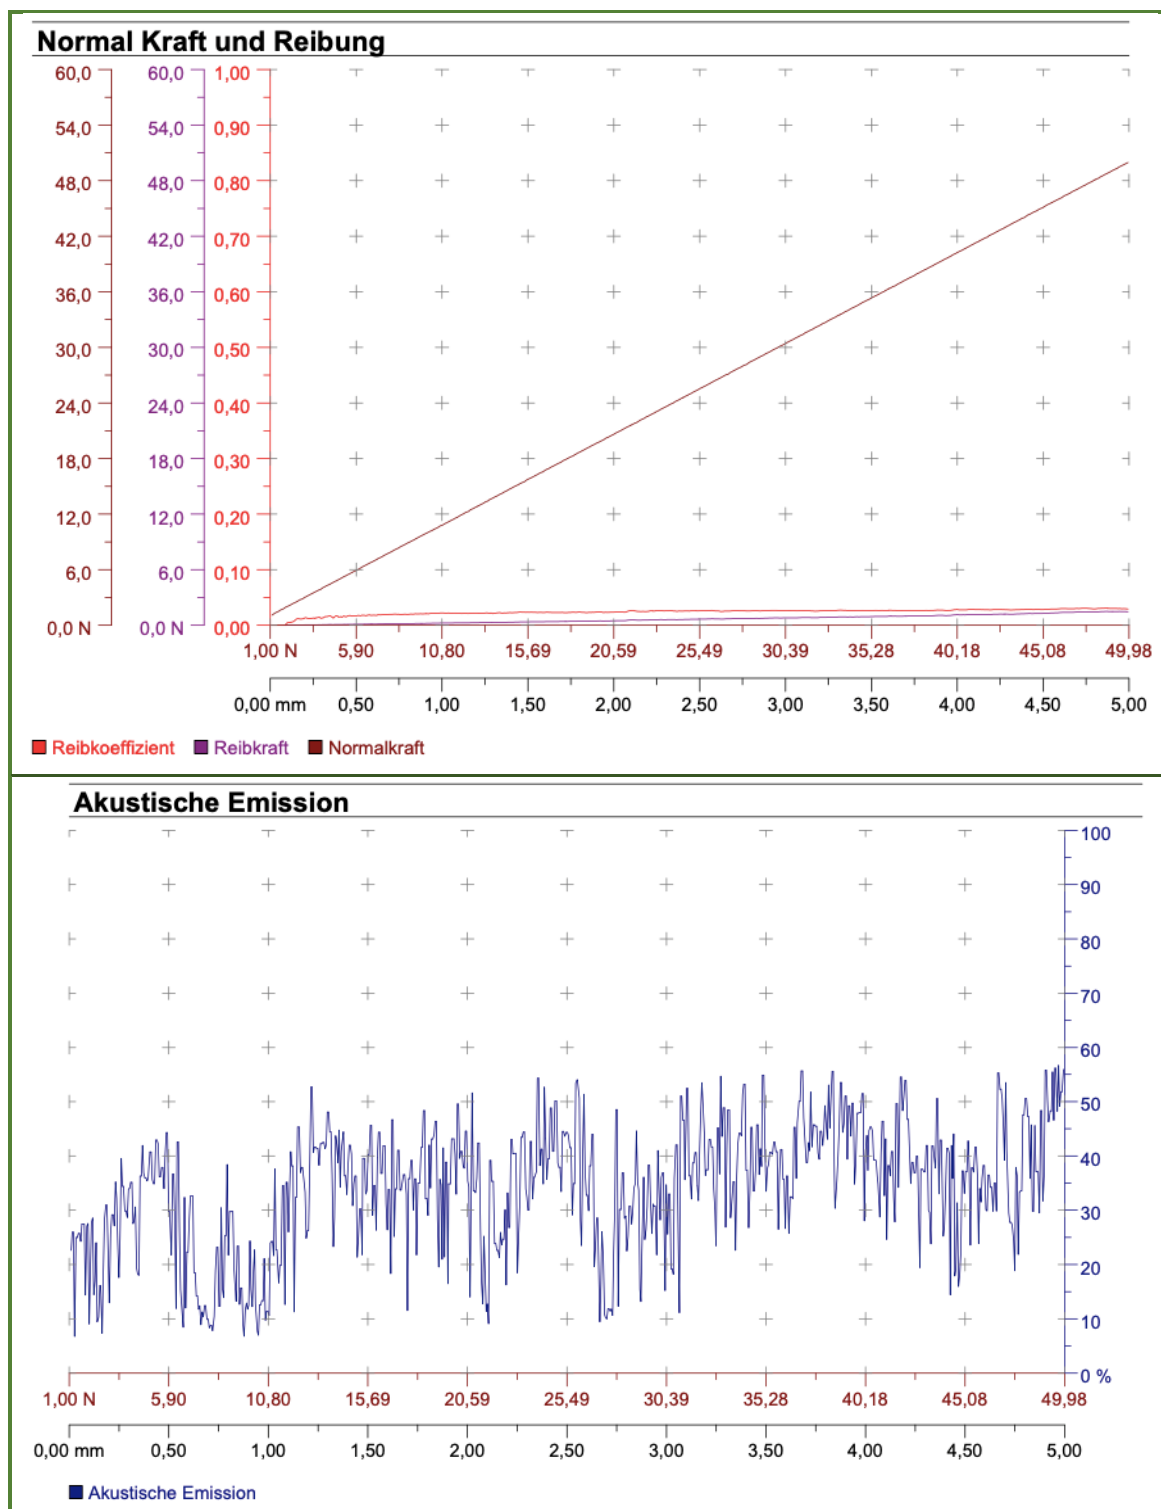 Normal Kraft und Reibung
60,0 60,0 1,00
54,0 54,0 0,90
48,0 48,0 0,80
42,0 42,0 0,70
36,0 36,0 0,60
30,0 30,0 0,50
24,0 24,0 0,40
18,0 18,0 0,30
12,0 12,0 0,20
6,0 6,0 0,10
0,0 N 0,0 N 0,00
1,00 N 5,90 10,80 15,69 20,59 25,49 30,39 35,28 40,18 45,08 49,98
0,00 mm 0,50 1,00 1,50 2,00 2,50 3,00 3,50 4,00 4,50 5,00
Reibkoeffizient Reibkraft Normalkraft
Akustische Emission
100
90
80
70
60
50
40
30
20
10
0 %
1,00 N 5,90 10,80 15,69 20,59 25,49 30,39 35,28 40,18 45,08 49,98
0,00 mm 0,50 1,00 1,50 2,00 2,50 3,00 3,50 4,00 4,50 5,00
Akustische Emission